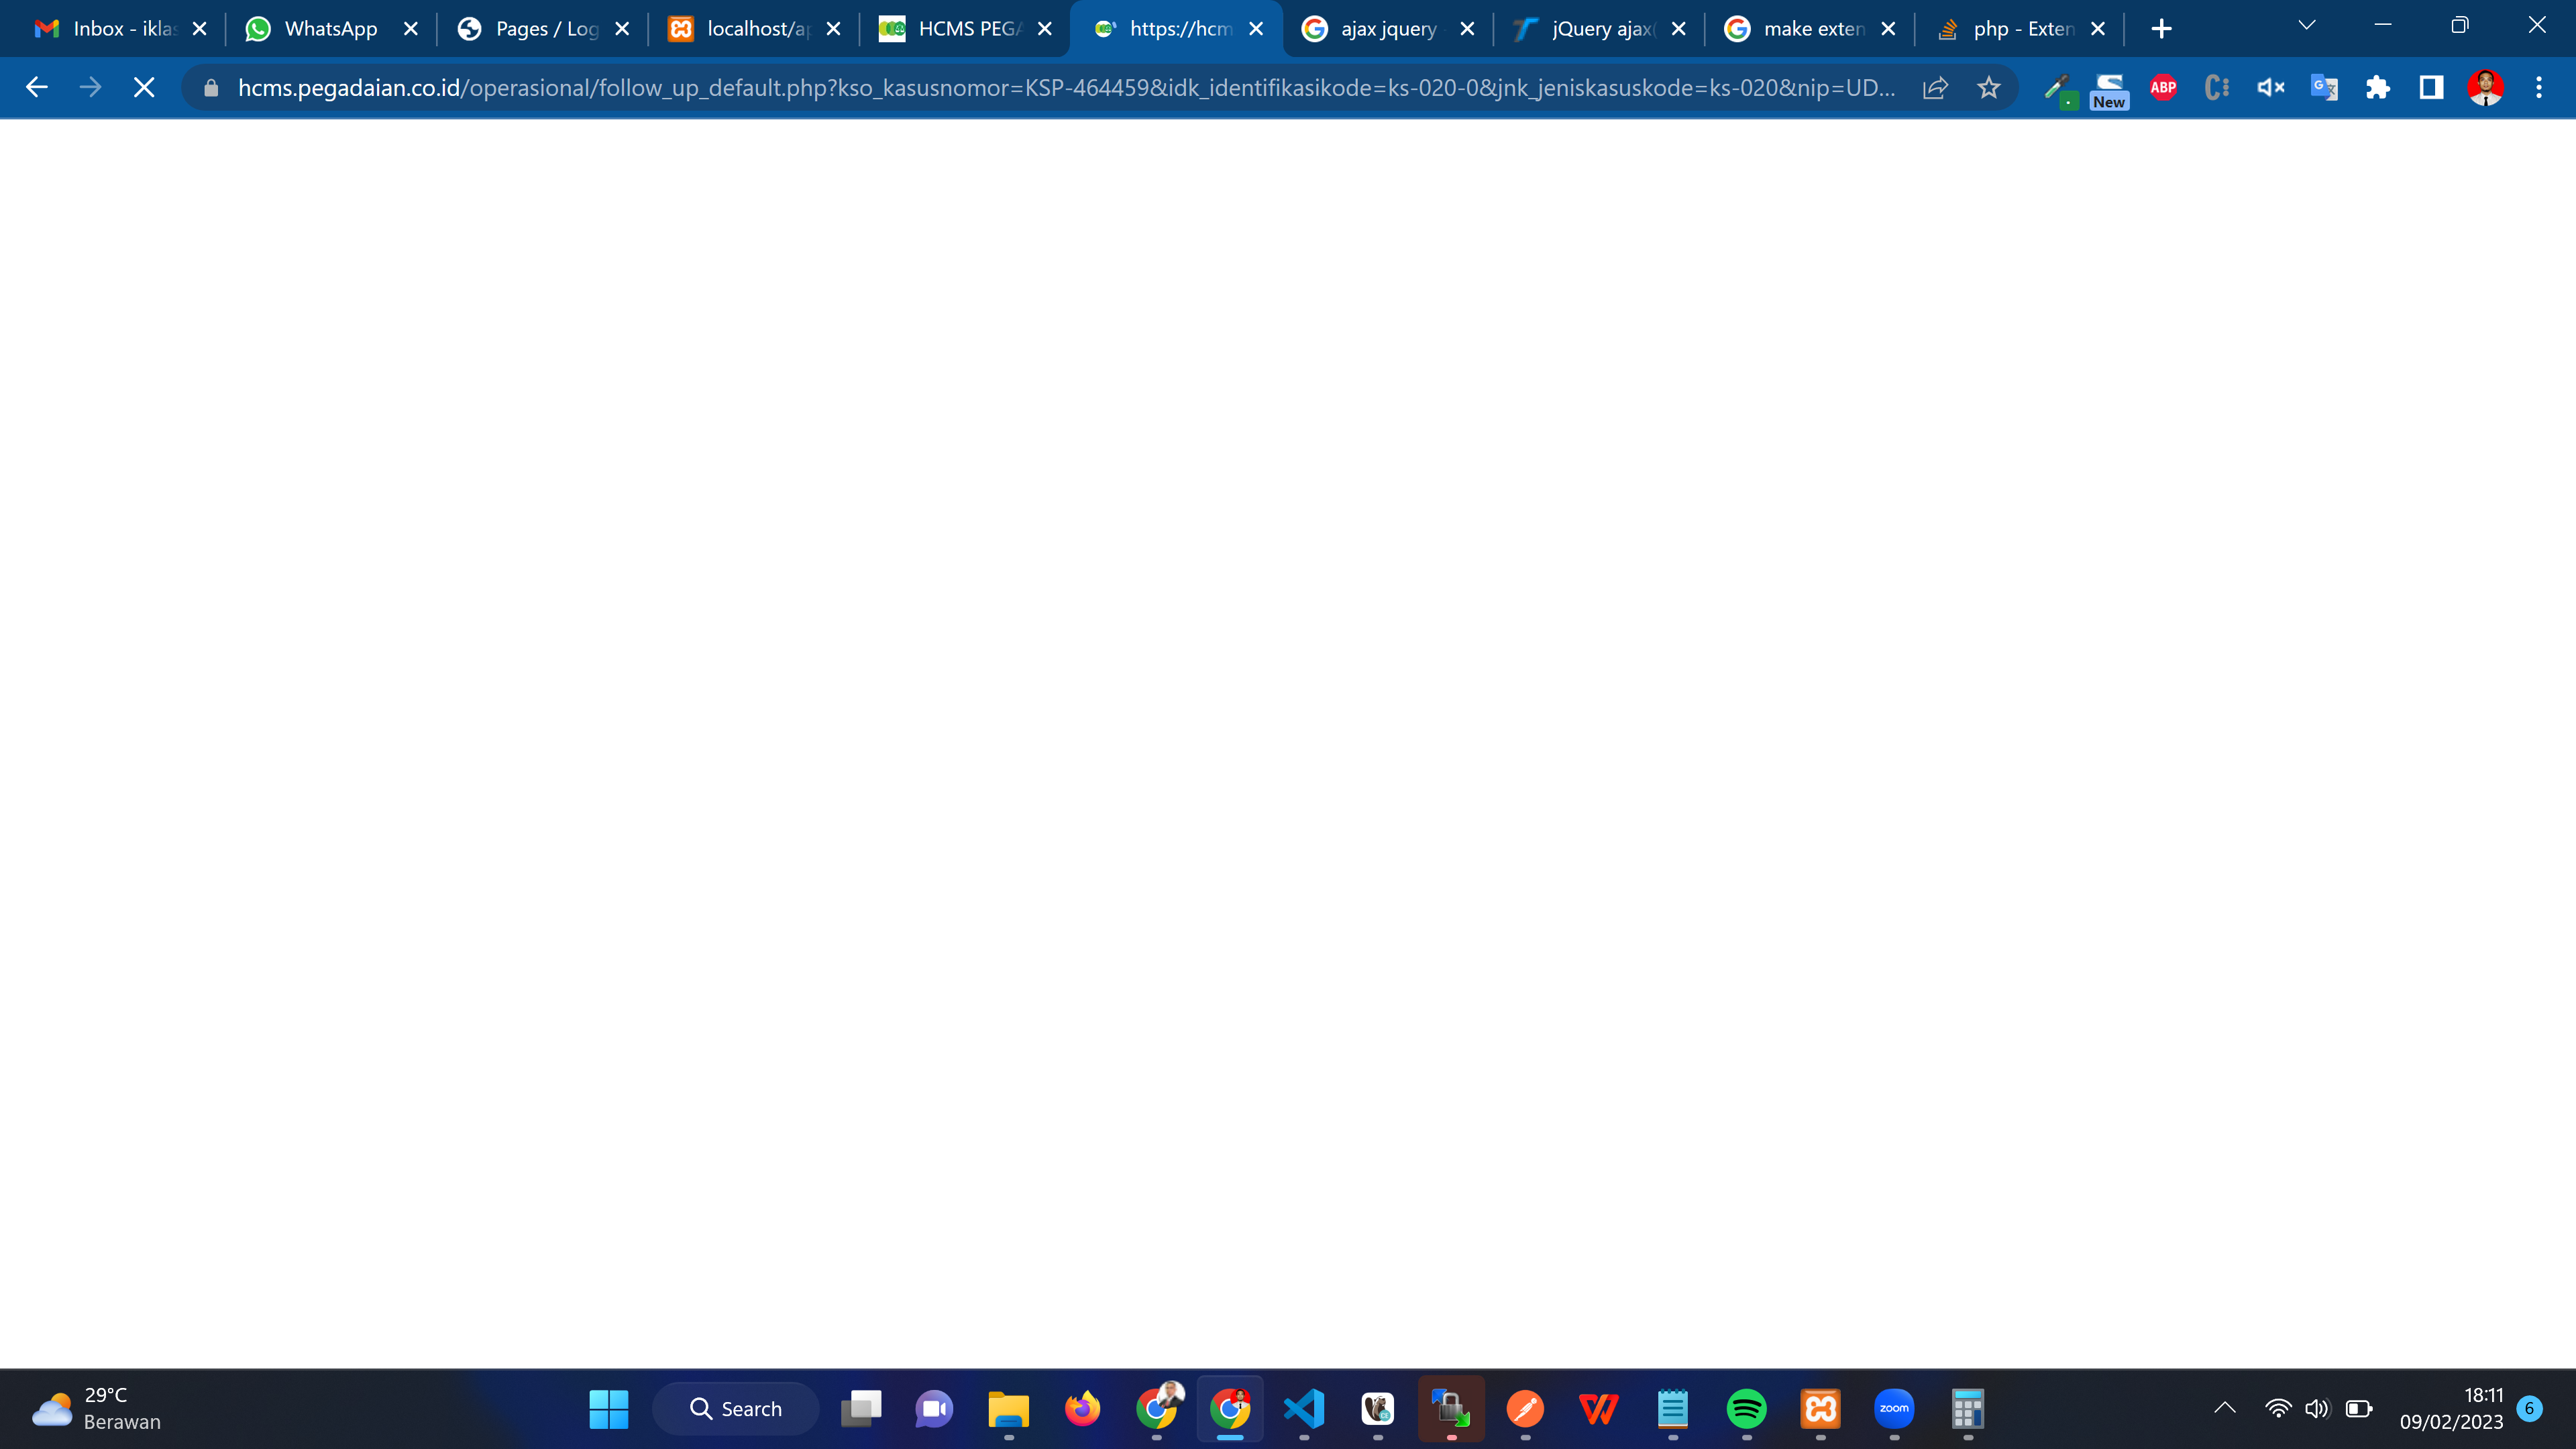 Inbox - iklas
WhatsApp
Pages / Log
localhost/ap
HCMS PEGA
https://hcm
ajax jquery
jQuery ajax(
make exten
php - Exten
hcms.pegadaian.co.id/operasional/follow_up_default.php?kso_kasusnomor=KSP-464459&idk_identifikasikode=ks-020-0&jnk_jeniskasuskode=ks-020&nip=UD...
New
ABP
29°C
Berawan
Search
zoom
18:11
09/02/2023
6